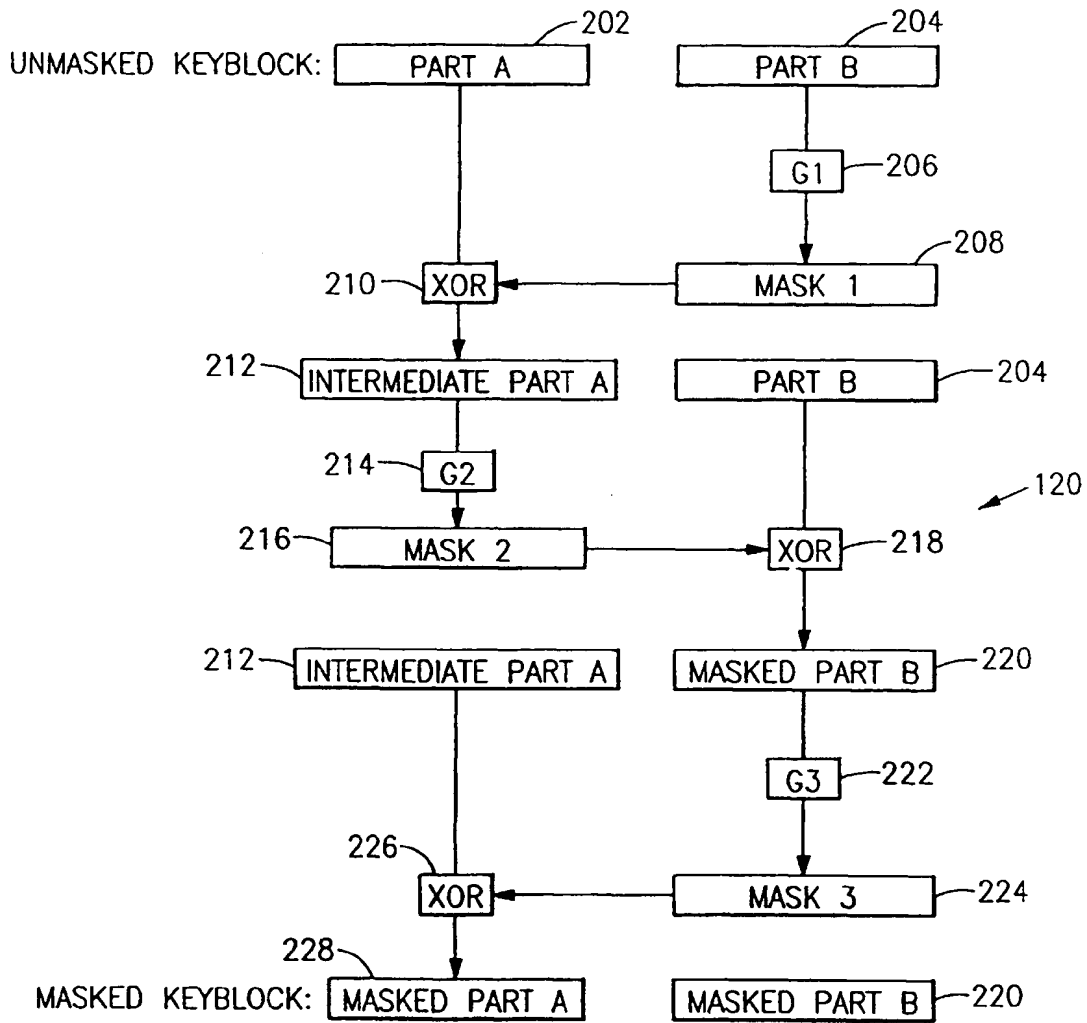 202 204
UNMASKED KEYBLOCK: PART A PART B
G1 206
208
210 XOR MASK 1
212 INTERMEDIATE PART A PART B 204
214 G2
120
216 MASK 2 XOR 218
212 INTERMEDIATE PART A MASKED PART B 220
G3 222
226
XOR MASK 3 224
228
MASKED KEYBLOCK: MASKED PART A MASKED PART B 220